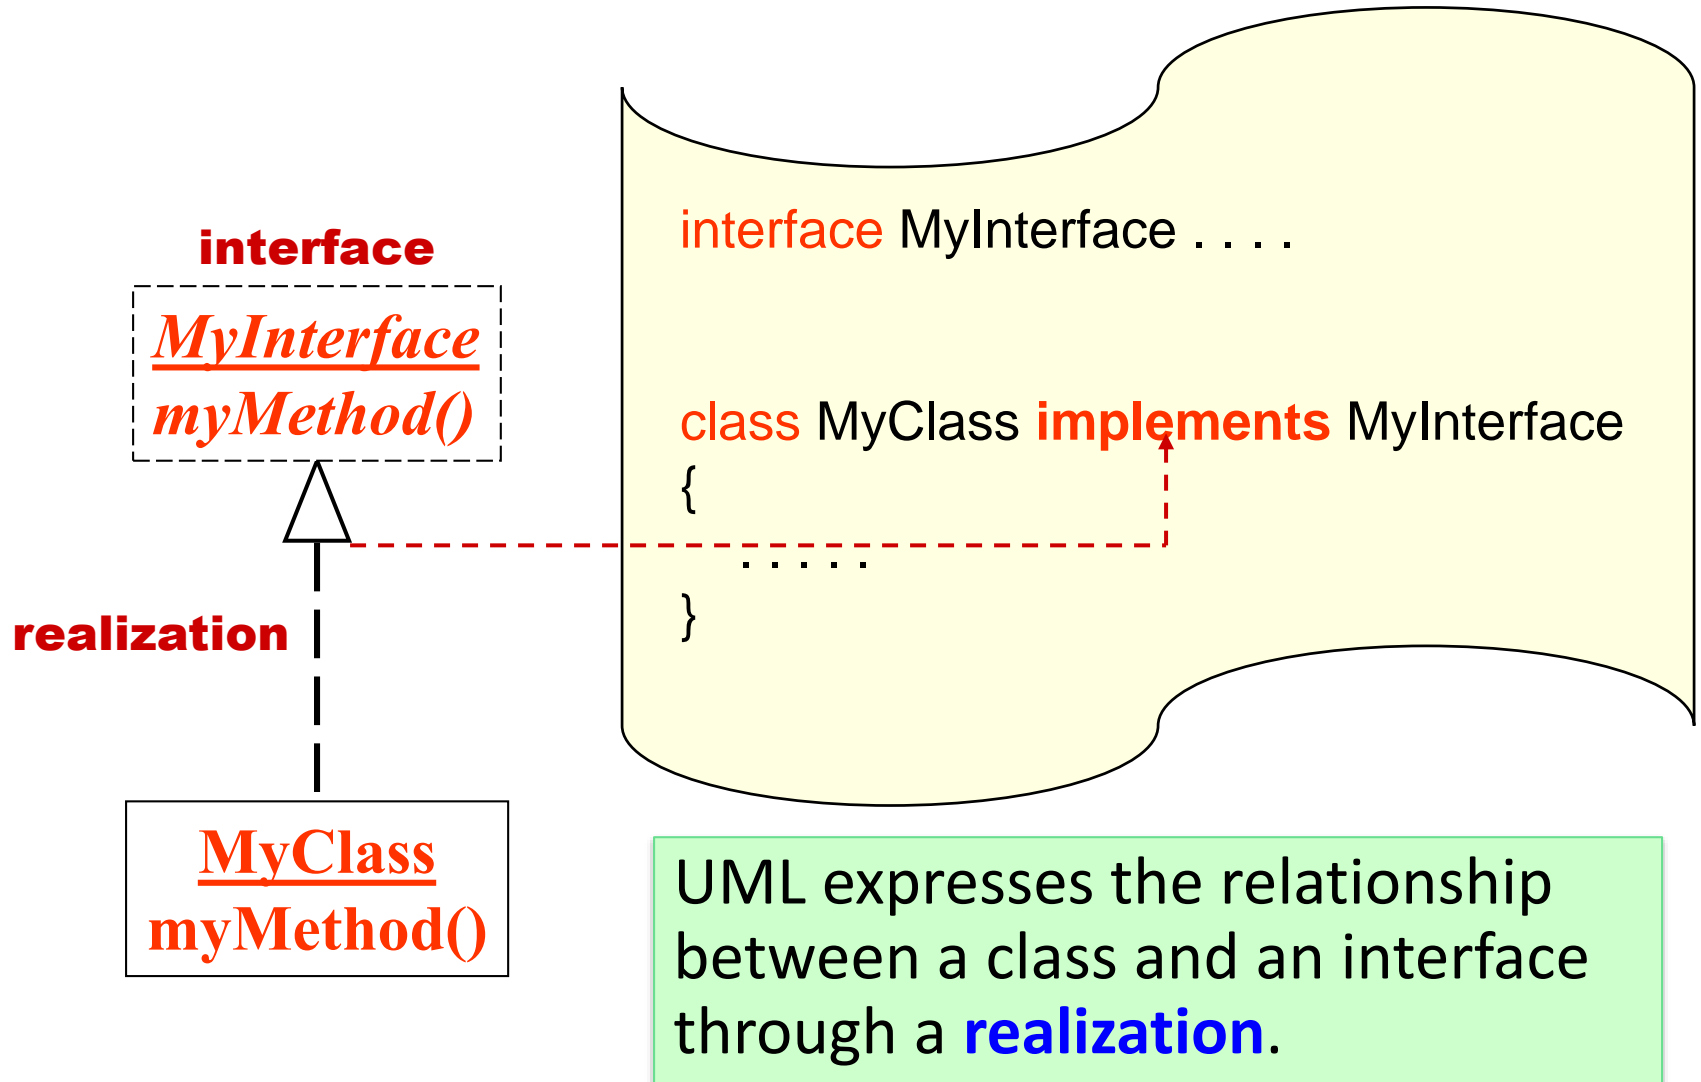 interface
MyInterface
myMethod()
realization
MyClass
myMethod()
interface MyInterface . . . .
class MyClass implements MyInterface
{
. . . . .
}
UML expresses the relationship
between a class and an interface
through a realization.